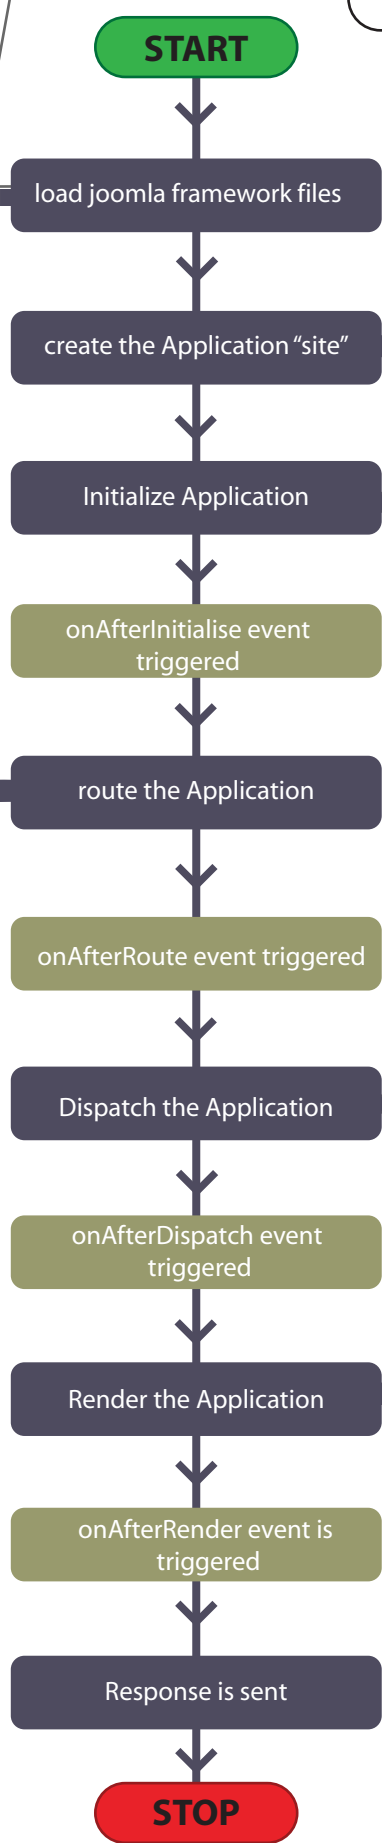 START
load joomla framework files
create the Application “site”
Initialize Application
onAfterInitialise event
triggered
route the Application
onAfterRoute event triggered
Dispatch the Application
onAfterDispatch event
triggered
Render the Application
onAfterRender event is
triggered
Response is sent
STOP